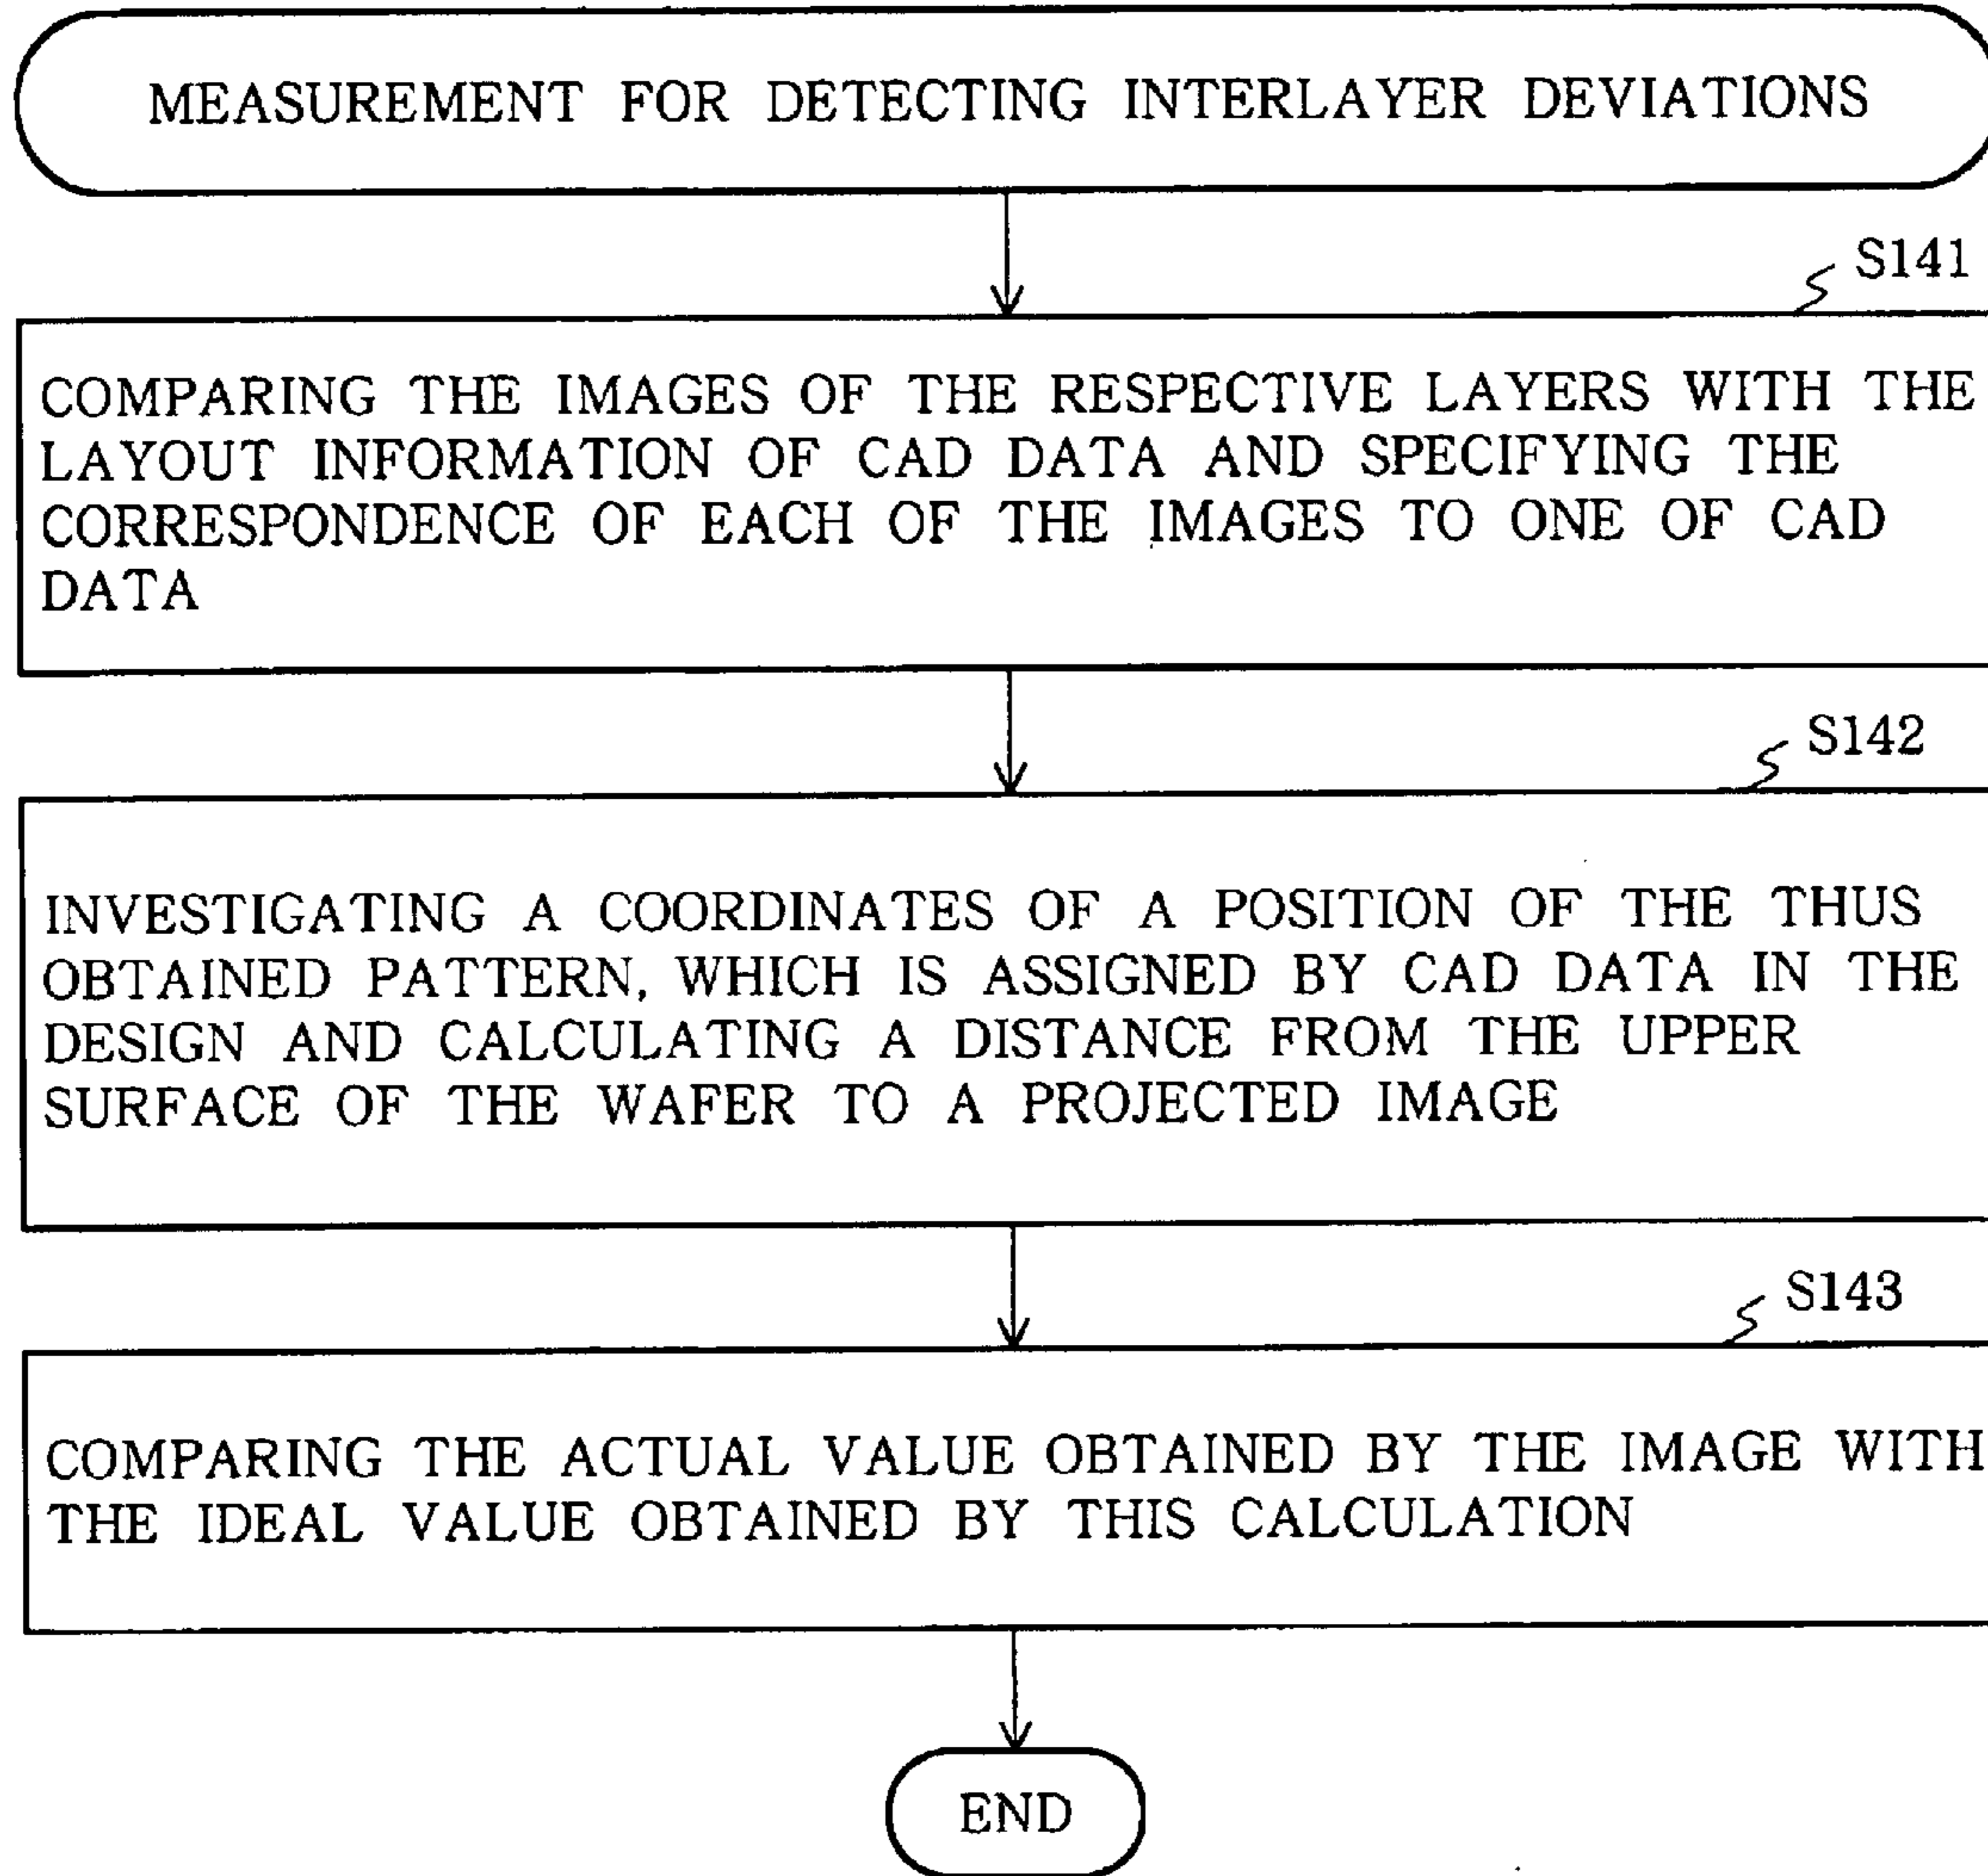 MEASUREMENT FOR DETECTING INTERLAYER DEVIATIONS
S141
COMPARING THE IMAGES OF THE RESPECTIVE LAYERS WITH THE
LAYOUT INFORMATION OF CAD DATA AND SPECIFYING THE
CORRESPONDENCE OF EACH OF THE IMAGES TO ONE OF CAD
DATA
S142
INVESTIGATING A COORDINATES OF A POSITION OF THE THUS
OBTAINED PATTERN, WHICH IS ASSIGNED BY CAD DATA IN THE
DESIGN AND CALCULATING A DISTANCE FROM THE UPPER
SURFACE OF THE WAFER TO A PROJECTED IMAGE
S143
COMPARING THE ACTUAL VALUE OBTAINED BY THE IMAGE WITH
THE IDEAL VALUE OBTAINED BY THIS CALCULATION
END